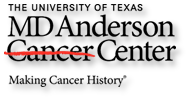 THE UNIVERSITY OF TEXAS
MD Anderson
Cancer Center
Making Cancer History®